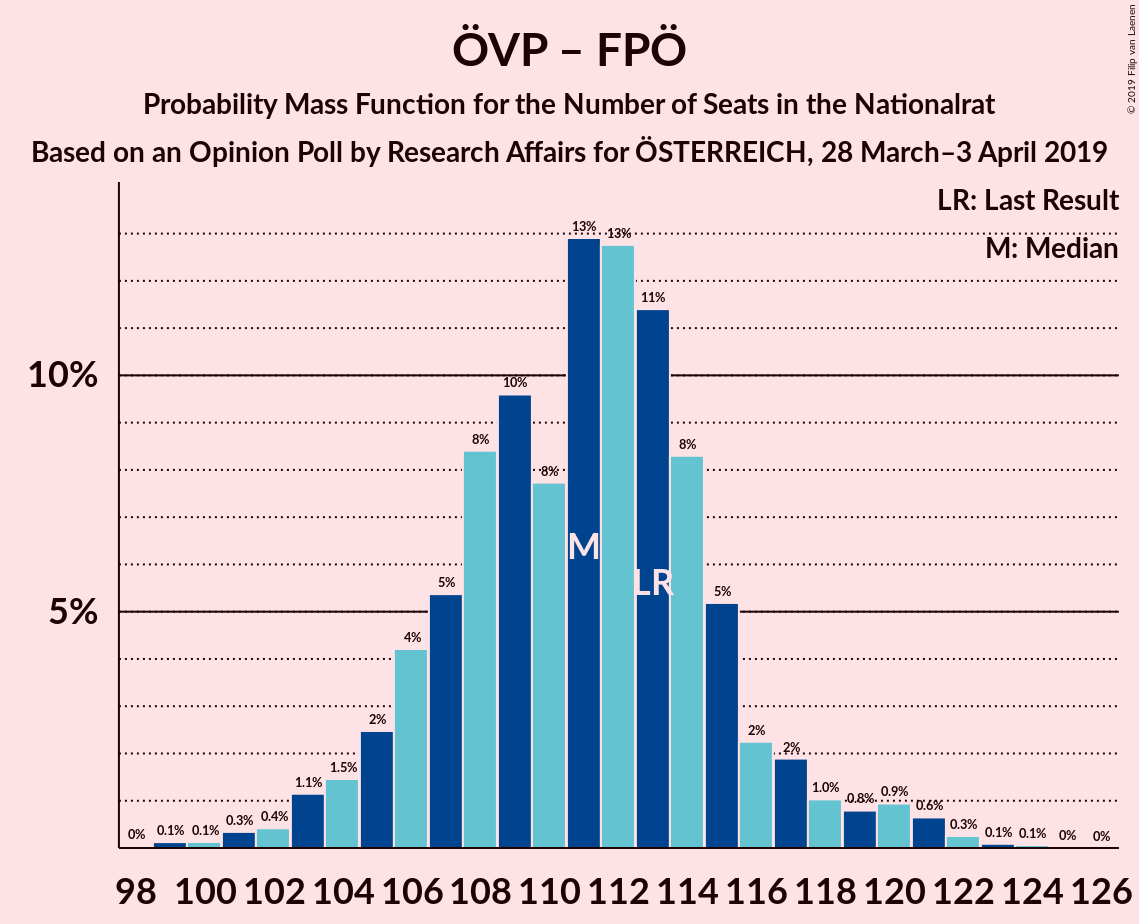 ÖVP – FPÖ
Probability Mass Function for the Number of Seats in the Nationalrat
Based on an Opinion Poll by Research Affairs for ÖSTERREICH, 28 March–3 April 2019
© 2019 Filip van Laenen
LR: Last Result
M: Median
10%
5%
0% 0.1% 0.1% 0.3% 0.4% 1.1% 1.5% 2% 4% 5% 8% 10% 8% 13% 13% 11% 8% 5% 2% 2% 1.0% 0.8% 0.9% 0.6% 0.3% 0.1% 0.1% 0% 0%
M
LR
98 100 102 104 106 108 110 112 114 116 118 120 122 124 126